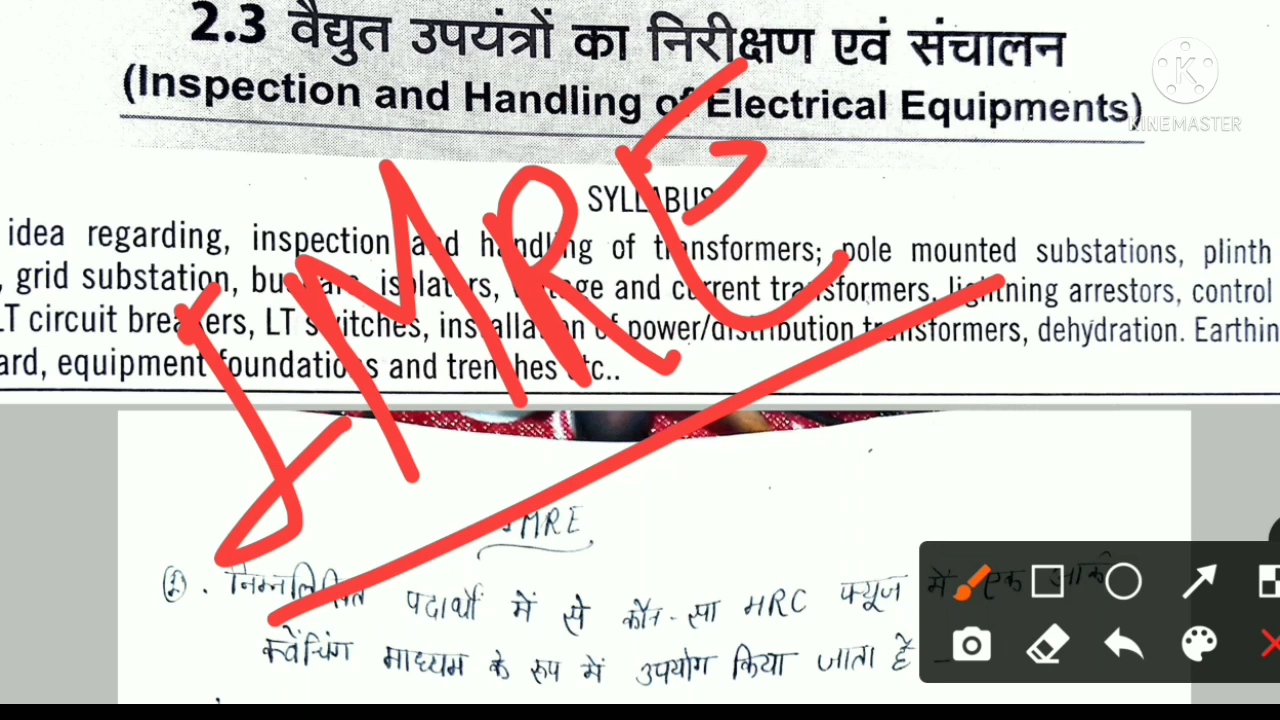 2.3 वैद्युत उपयंत्रों का निरीक्षण एवं संचालन
(Inspection and Handling of Electrical Equipments)
KINEMASTER
SYLLABUS
idea regarding, inspection and handling of transformers; pole mounted substations, plinth
, grid substation, bus bars, isolators, voltage and current transformers, lightning arrestors, control
LT circuit breakers, LT switches, installation of power/distribution transformers, dehydration. Earthin
ard, equipment foundations and trenches etc..
IMRE
IMRE
निम्नलिखित पदार्थों में से कौन-सा HRC फ्यूज में एक
क्वेंचिंग माध्यम के रूप में उपयोग किया जाता है -